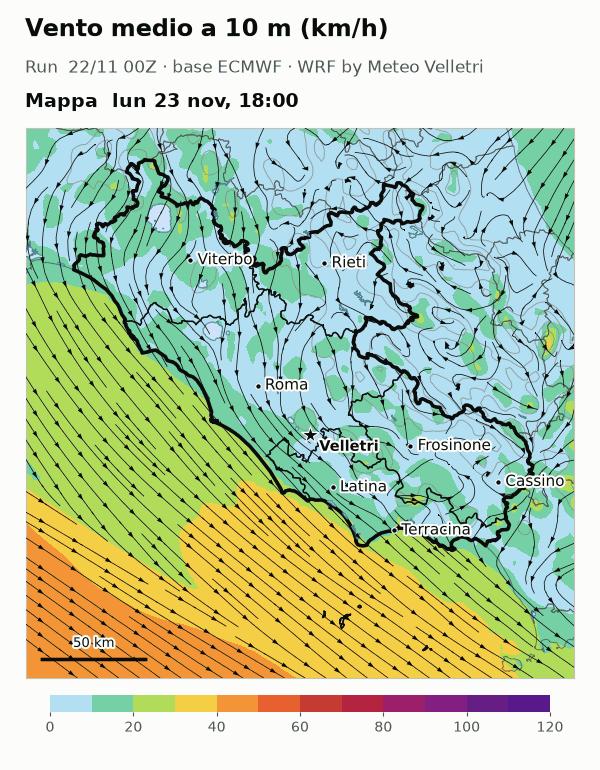 Vento medio a 10 m (km/h)
Run 22/11 00Z · base ECMWF · WRF by Meteo Velletri
Mappa lun 23 nov, 18:00
Viterbo
Rieti
Roma
Velletri
Frosinone
Cassino
Latina
Terracina
50 km
0 20 40 60 80 100 120